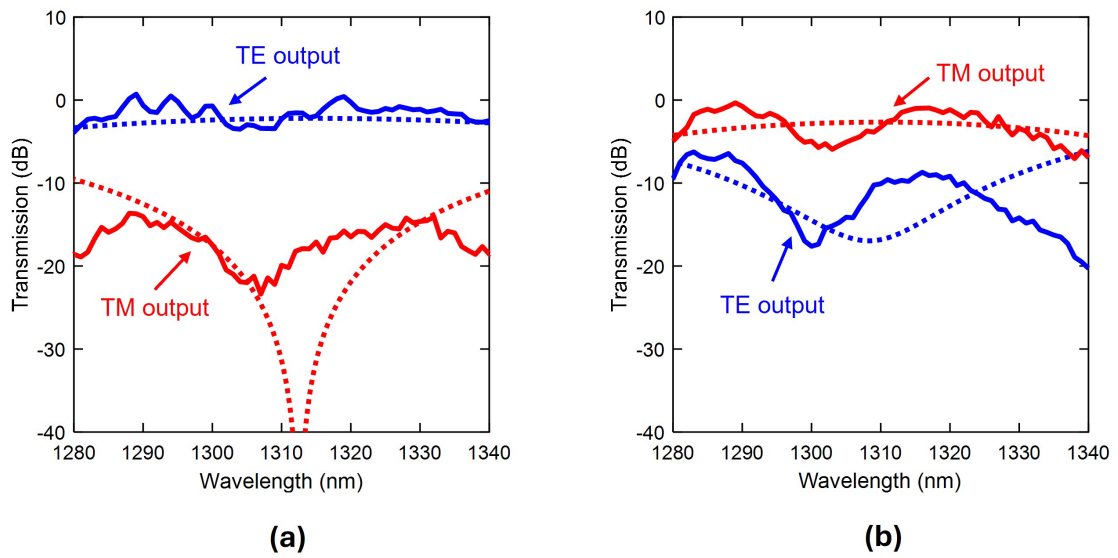 10
0
-10
-20
-30
-40
Transmission (dB)
TE output
TM output
1280 1290 1300 1310 1320 1330 1340
Wavelength (nm)
(a)
10
0
-10
-20
-30
-40
Transmission (dB)
TM output
TE output
1280 1290 1300 1310 1320 1330 1340
Wavelength (nm)
(b)